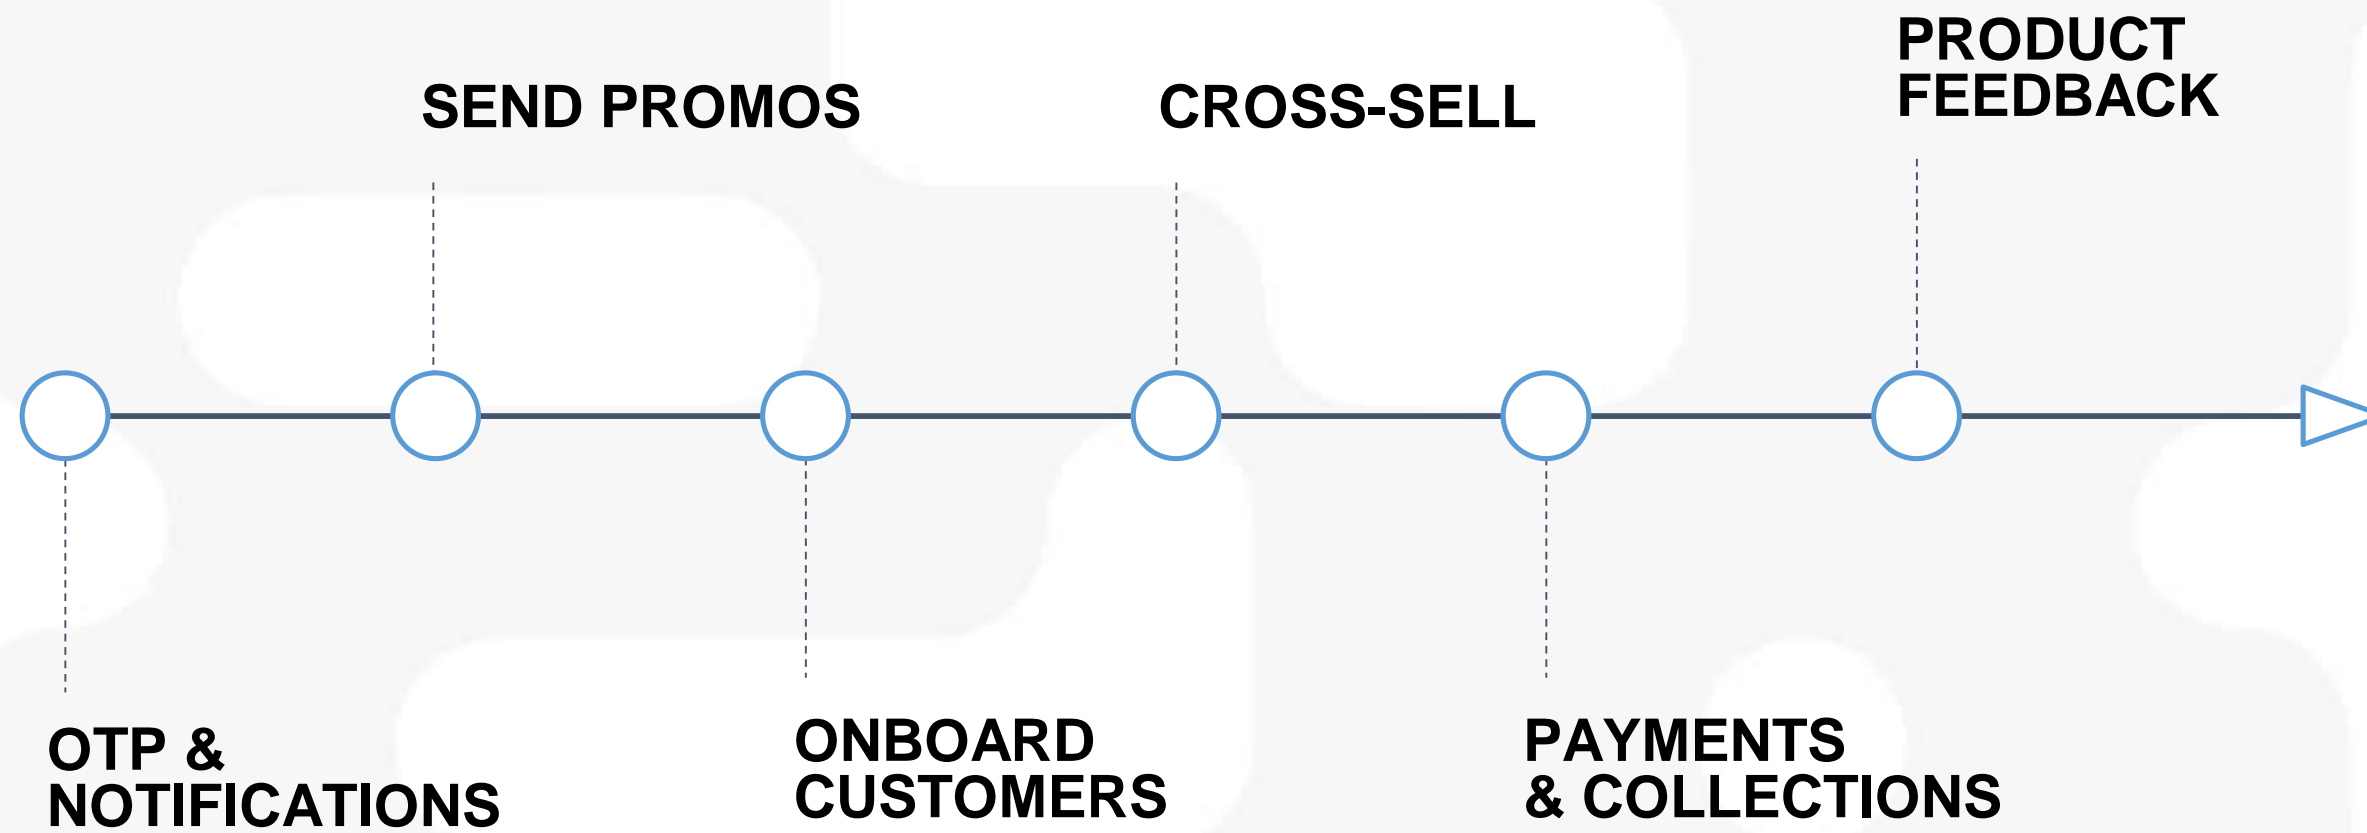 OTP &
NOTIFICATIONS
SEND PROMOS
ONBOARD
CUSTOMERS
CROSS-SELL
PAYMENTS
& COLLECTIONS
PRODUCT
FEEDBACK